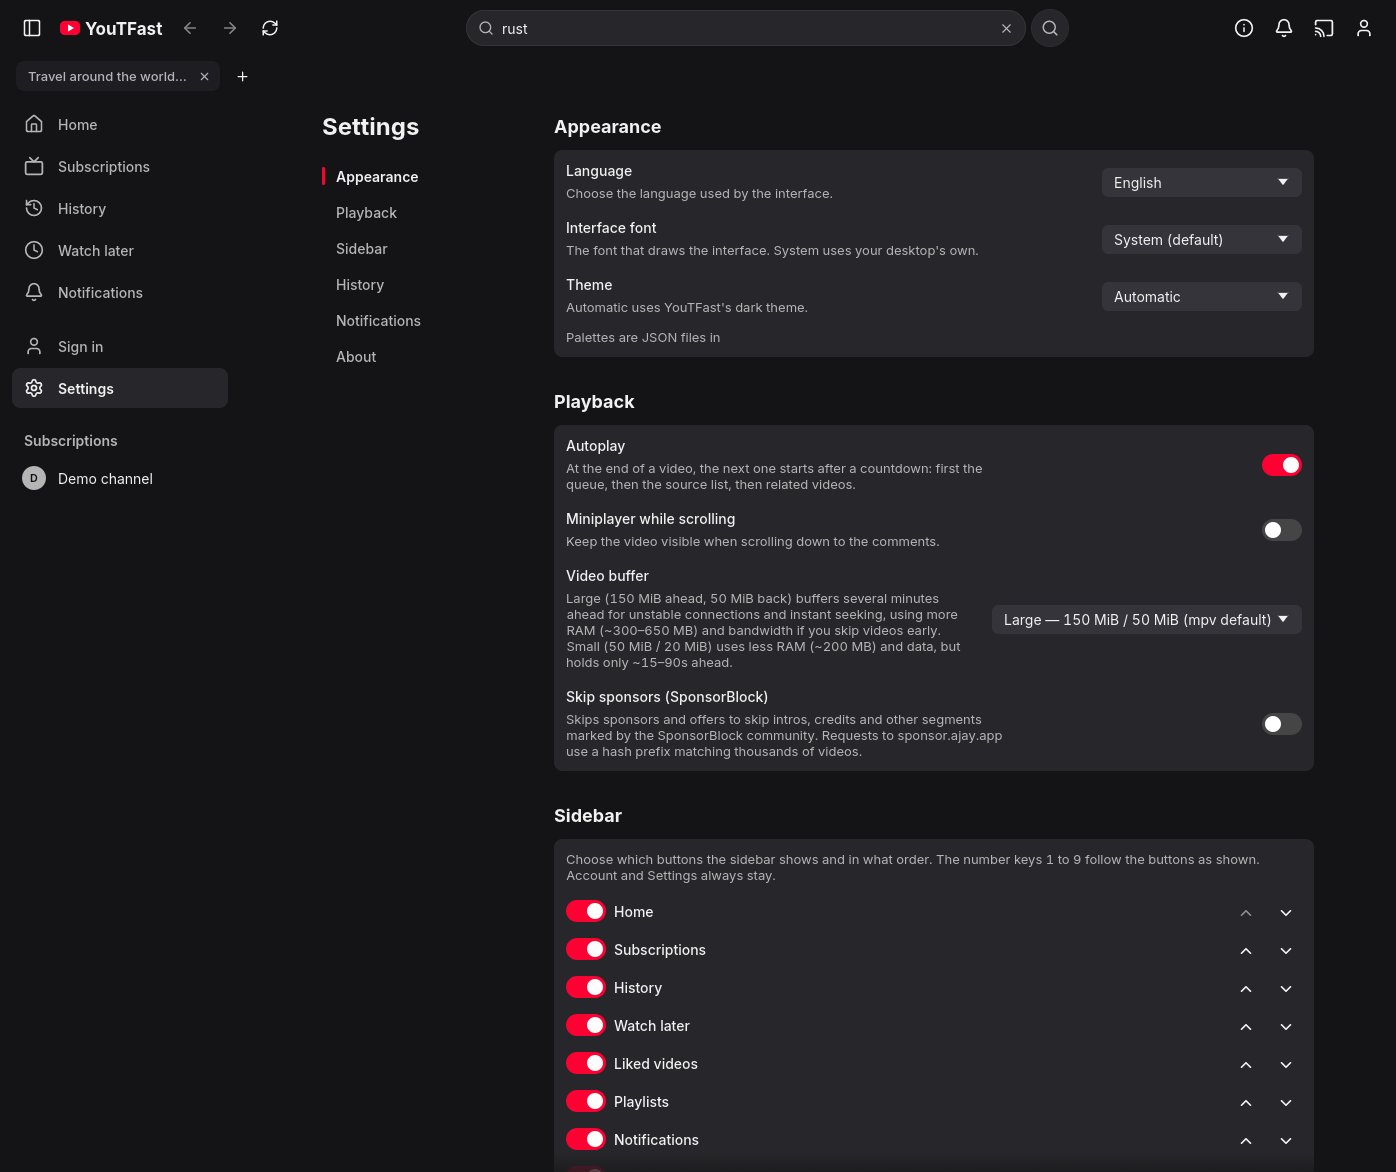 YouTFast
rust
Travel around the world...
Home
Subscriptions
History
Watch later
Notifications
Sign in
Settings
Subscriptions
D
Demo channel
Settings
Appearance
Playback
Sidebar
History
Notifications
About
Appearance
Language
Choose the language used by the interface.
English
Interface font
The font that draws the interface. System uses your desktop's own.
System (default)
Theme
Automatic uses YouTFast's dark theme.
Automatic
Palettes are JSON files in
Playback
Autoplay
At the end of a video, the next one starts after a countdown: first the
queue, then the source list, then related videos.
Miniplayer while scrolling
Keep the video visible when scrolling down to the comments.
Video buffer
Large (150 MiB ahead, 50 MiB back) buffers several minutes
ahead for unstable connections and instant seeking, using more
RAM (~300–650 MB) and bandwidth if you skip videos early.
Small (50 MiB / 20 MiB) uses less RAM (~200 MB) and data, but
holds only ~15–90s ahead.
Large — 150 MiB / 50 MiB (mpv default)
Skip sponsors (SponsorBlock)
Skips sponsors and offers to skip intros, credits and other segments
marked by the SponsorBlock community. Requests to sponsor.ajay.app
use a hash prefix matching thousands of videos.
Sidebar
Choose which buttons the sidebar shows and in what order. The number keys 1 to 9 follow the buttons as shown.
Account and Settings always stay.
Home
Subscriptions
History
Watch later
Liked videos
Playlists
Notifications